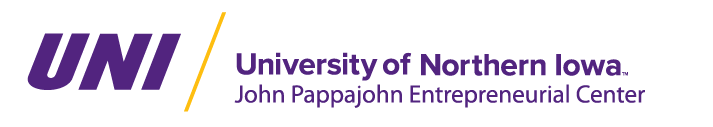 UNI
University of Northern Iowa™
John Pappajohn Entrepreneurial Center